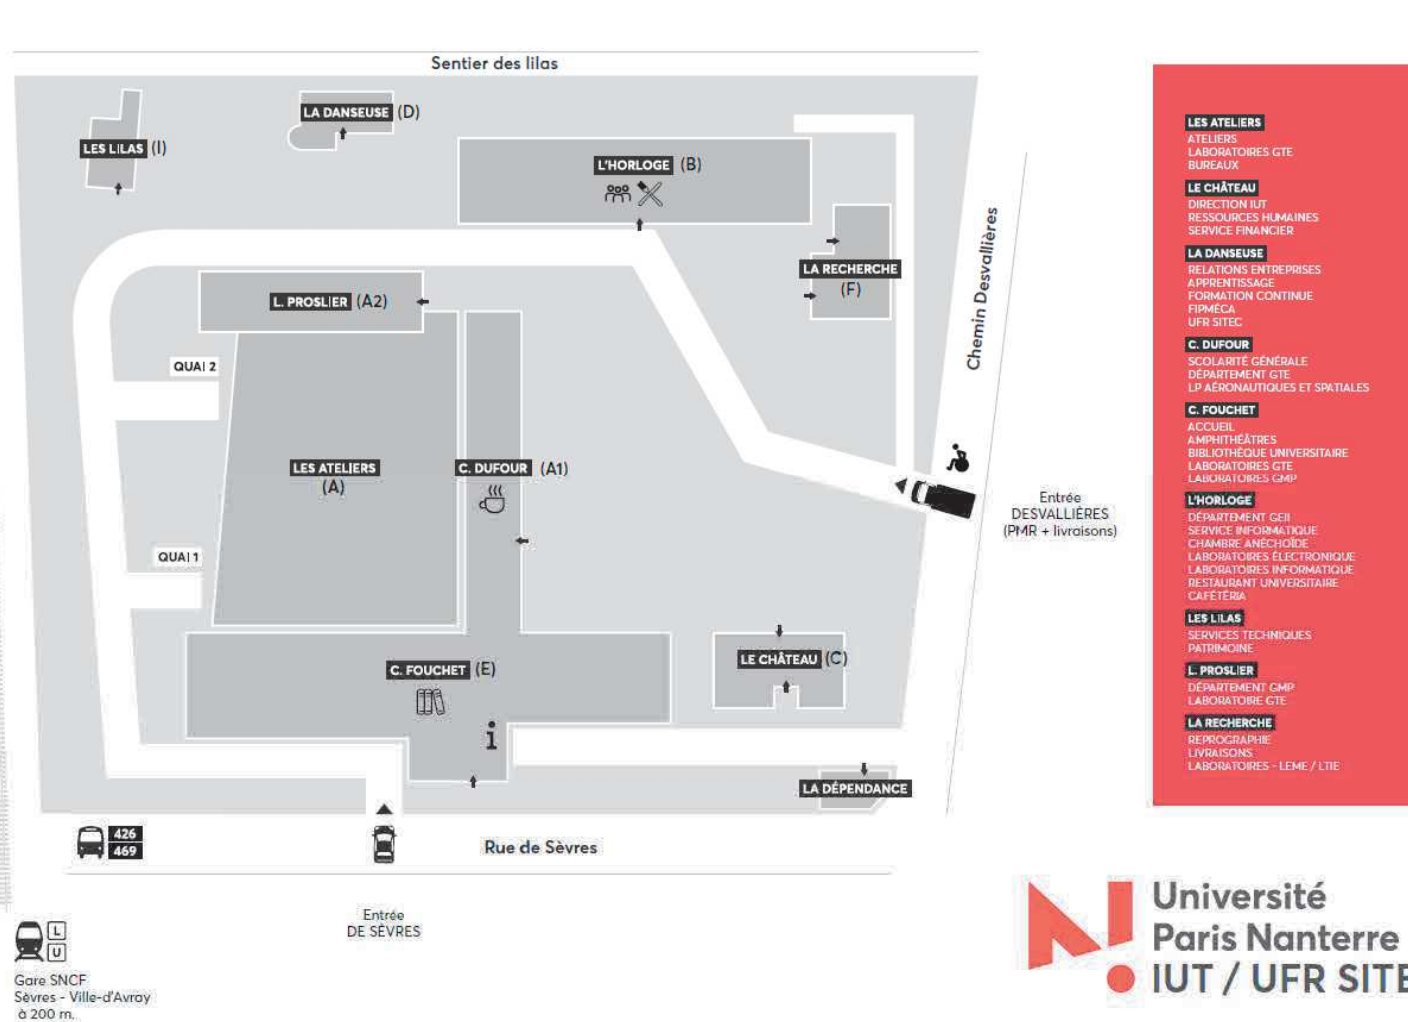 Sentier des lilas
LA DANSEUSE (D)
LES LILAS (I)
L'HORLOGE (B)
LA RECHERCHE
(F)
Chemin Desvallières
L. PROSLIER (A2)
QUAI 2
LES ATELIERS
(A)
C. DUFOUR (A1)
Entrée
DESVALLIÈRES
(PMR + livraisons)
QUAI 1
C. FOUCHET (E)
i
LE CHÂTEAU (C)
LA DÉPENDANCE
426
469
Rue de Sèvres
Entrée
DE SÈVRES
L
U
Gare SNCF
Sèvres - Ville-d'Avray
à 200 m.
LES ATELIERS
ATELIERS
LABORATOIRES GTE
BUREAUX
LE CHÂTEAU
DIRECTION IUT
RESSOURCES HUMAINES
SERVICE FINANCIER
LA DANSEUSE
RELATIONS ENTREPRISES
APPRENTISSAGE
FORMATION CONTINUE
FIPMÉCA
UFR SITEC
C. DUFOUR
SCOLARITÉ GÉNÉRALE
DÉPARTEMENT GTE
LP AÉRONAUTIQUES ET SPATIALES
C. FOUCHET
ACCUEIL
AMPHITHÉÂTRES
BIBLIOTHÈQUE UNIVERSITAIRE
LABORATOIRES GTE
LABORATOIRES GMP
L'HORLOGE
DÉPARTEMENT GEII
SERVICE INFORMATIQUE
CHAMBRE ANÉCHOÏDE
LABORATOIRES ÉLECTRONIQUE
LABORATOIRES INFORMATIQUE
RESTAURANT UNIVERSITAIRE
CAFÉTÉRIA
LES LILAS
SERVICES TECHNIQUES
PATRIMOINE
L. PROSLIER
DÉPARTEMENT GMP
LABORATOIRE GTE
LA RECHERCHE
REPROGRAPHIE
LIVRAISONS
LABORATOIRES - LEME / LTIE
Université
Paris Nanterre
IUT / UFR SITE